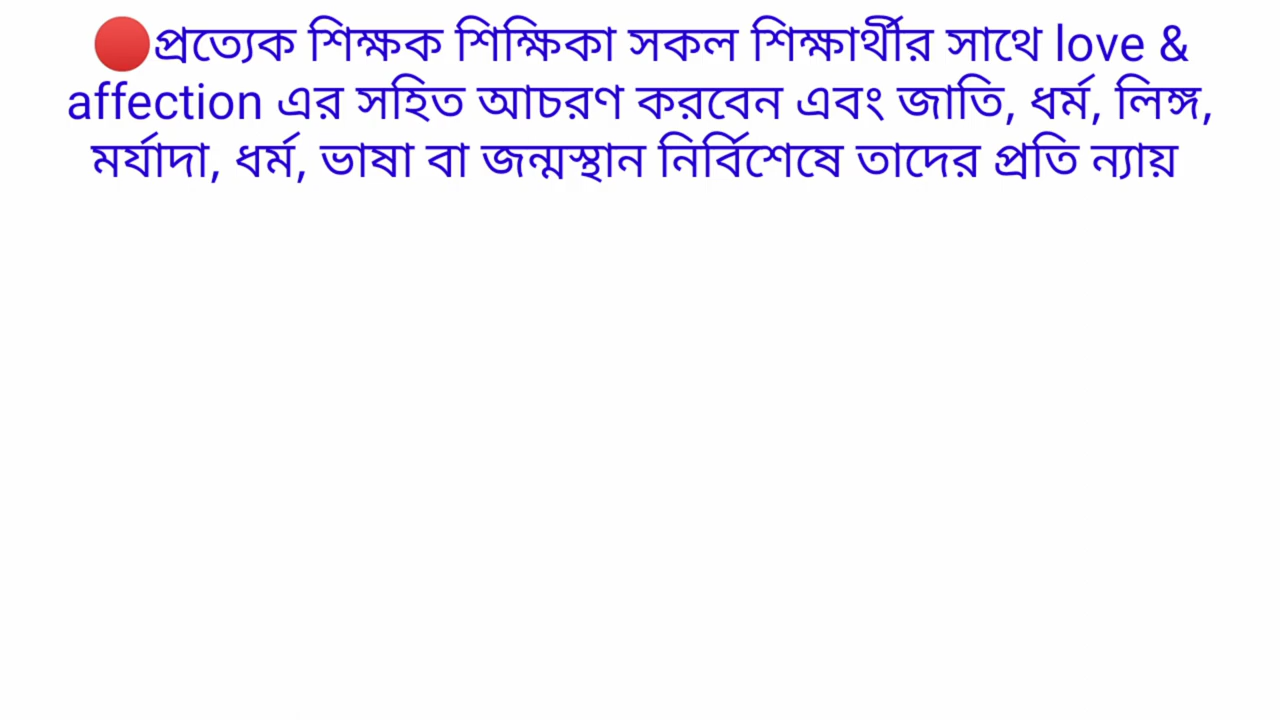 🔴প্রত্যেক শিক্ষক শিক্ষিকা সকল শিক্ষার্থীর সাথে love &
affection এর সহিত আচরণ করবেন এবং জাতি, ধর্ম, লিঙ্গ,
মর্যাদা, ধর্ম, ভাষা বা জন্মস্থান নির্বিশেষে তাদের প্রতি ন্যায়